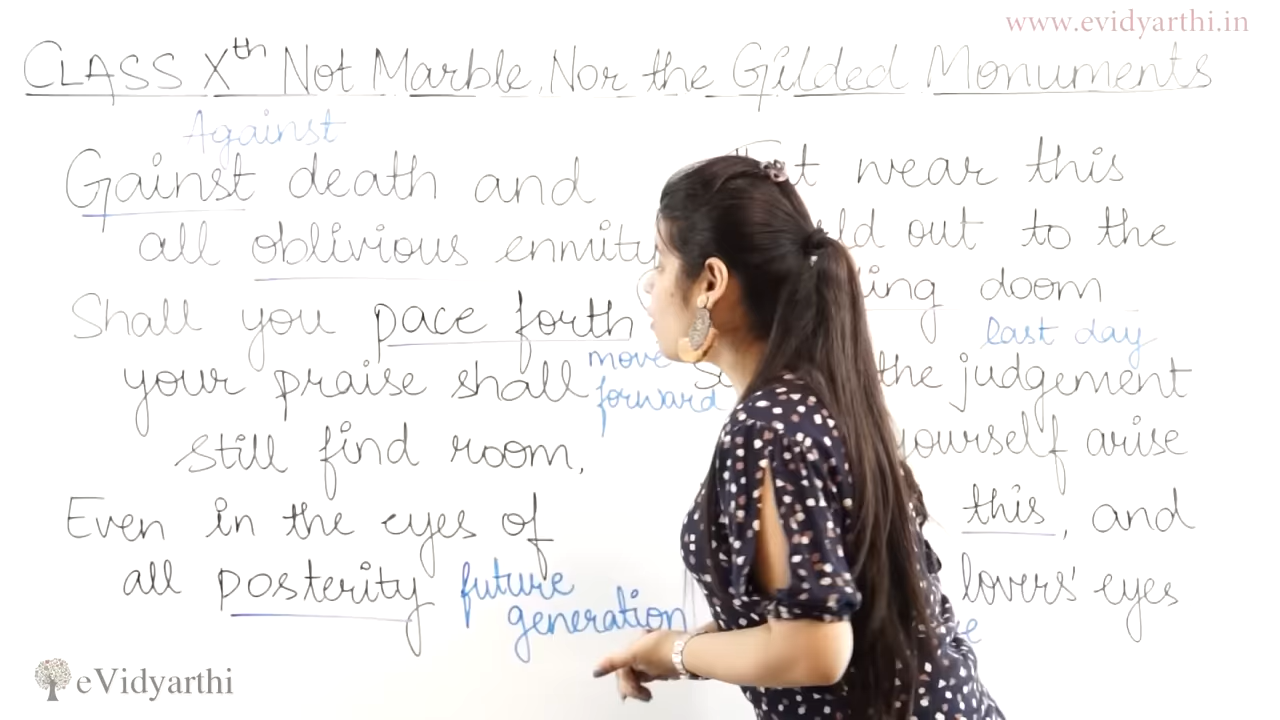 www.evidyarthi.in
CLASS Xth Not Marble, Nor the Gilded Monuments
Against
Gainst death and
all oblivious enmity
Shall you pace forth
move
your praise shall
forward
still find room,
Even in the eyes of
all posterity future
generation
wear this
out to the
doom
last day
the judgement
yourself arise
this, and
lovers' eyes
eVidyarthi